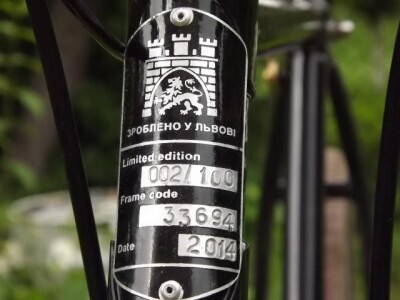 ЗРОБЛЕНО У ЛЬВОВІ
Limited edition
002/100
Frame code
33694
Date 2014